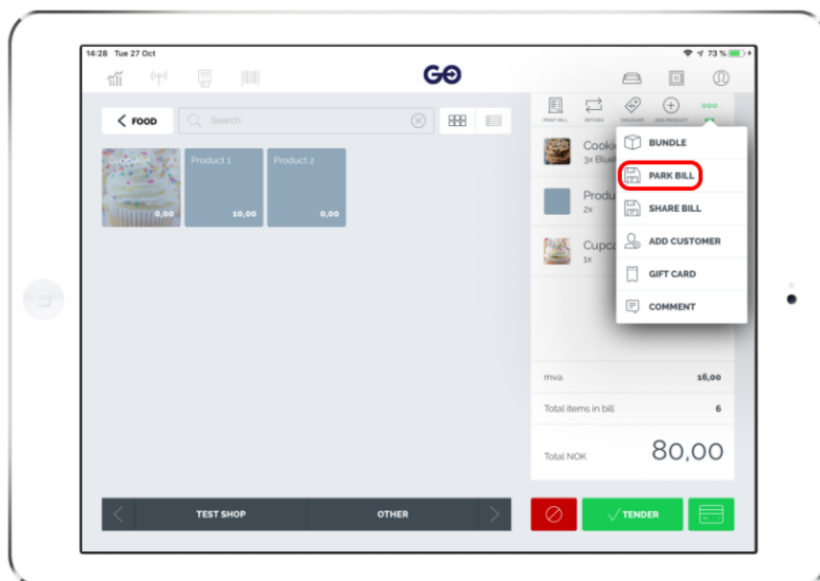 14:28 Tue 27 Oct
73 %
GO
FOOD
Search
PRINT BILL
RETURN
DISCOUNT
ADD PRODUCT
Cupcake
0,00
Product 1
10,00
Product 2
0,00
Cookie
3x Blue
Produ
2x
Cupca
1x
BUNDLE
PARK BILL
SHARE BILL
ADD CUSTOMER
GIFT CARD
COMMENT
mva. 16,00
Total items in bill 6
Total NOK 80,00
TEST SHOP
OTHER
TENDER